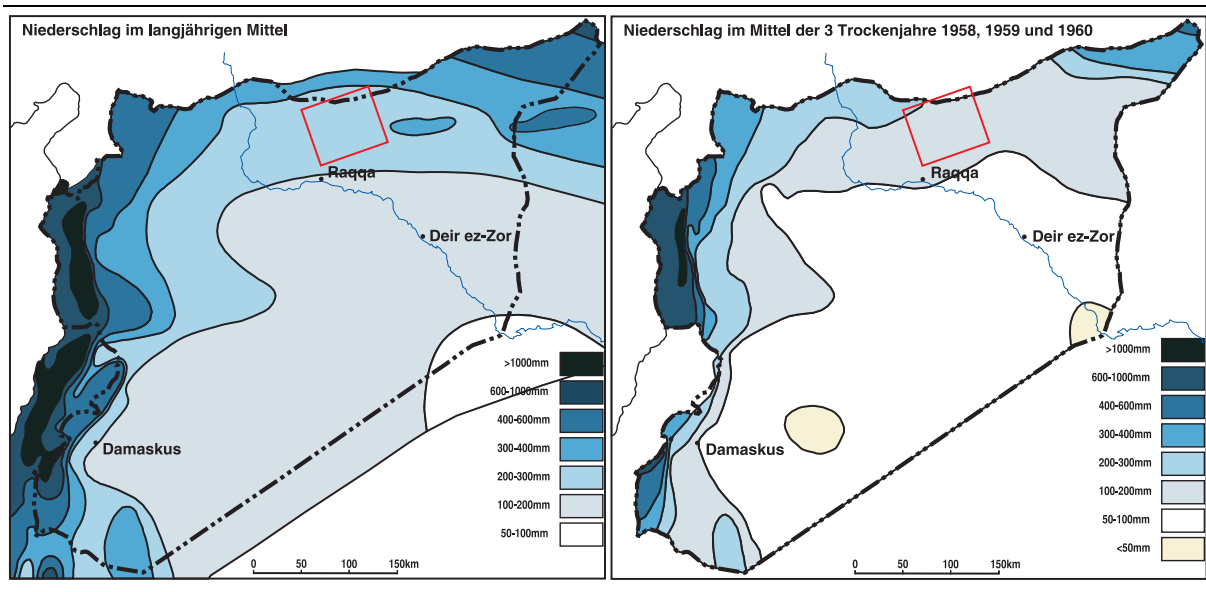 Niederschlag im langjährigen Mittel
Raqqa
Deir ez-Zor
Damaskus
>1000mm
600-1000mm
400-600mm
300-400mm
200-300mm
100-200mm
50-100mm
0 50 100 150km
Niederschlag im Mittel der 3 Trockenjahre 1958, 1959 und 1960
Raqqa
Deir ez-Zor
Damaskus
>1000mm
600-1000mm
400-600mm
300-400mm
200-300mm
100-200mm
50-100mm
<50mm
0 50 100 150km